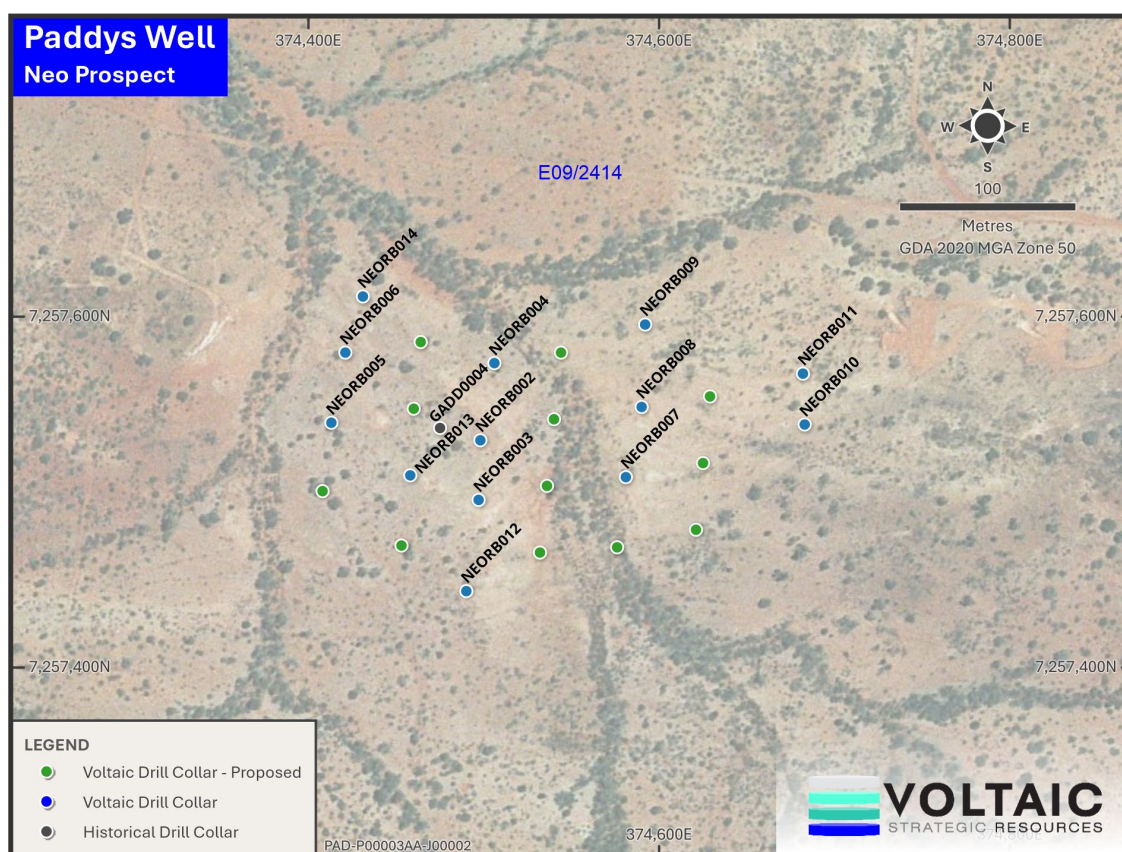 Paddys Well
Neo Prospect
374,400E
374,600E
374,800E
N
W
E
S
100
Metres
GDA 2020 MGA Zone 50
E09/2414
7,257,600N
7,257,600N
NEORB014
NEORB006
NEORB005
NEORB004
GADD0004
NEORB002
NEORB013
NEORB003
NEORB012
NEORB009
NEORB008
NEORB007
NEORB011
NEORB010
7,257,400N
7,257,400N
LEGEND
Voltaic Drill Collar - Proposed
Voltaic Drill Collar
Historical Drill Collar
PAD-P00003AA-J00002
374,600E
VOLTAIC
STRATEGIC RESOURCES